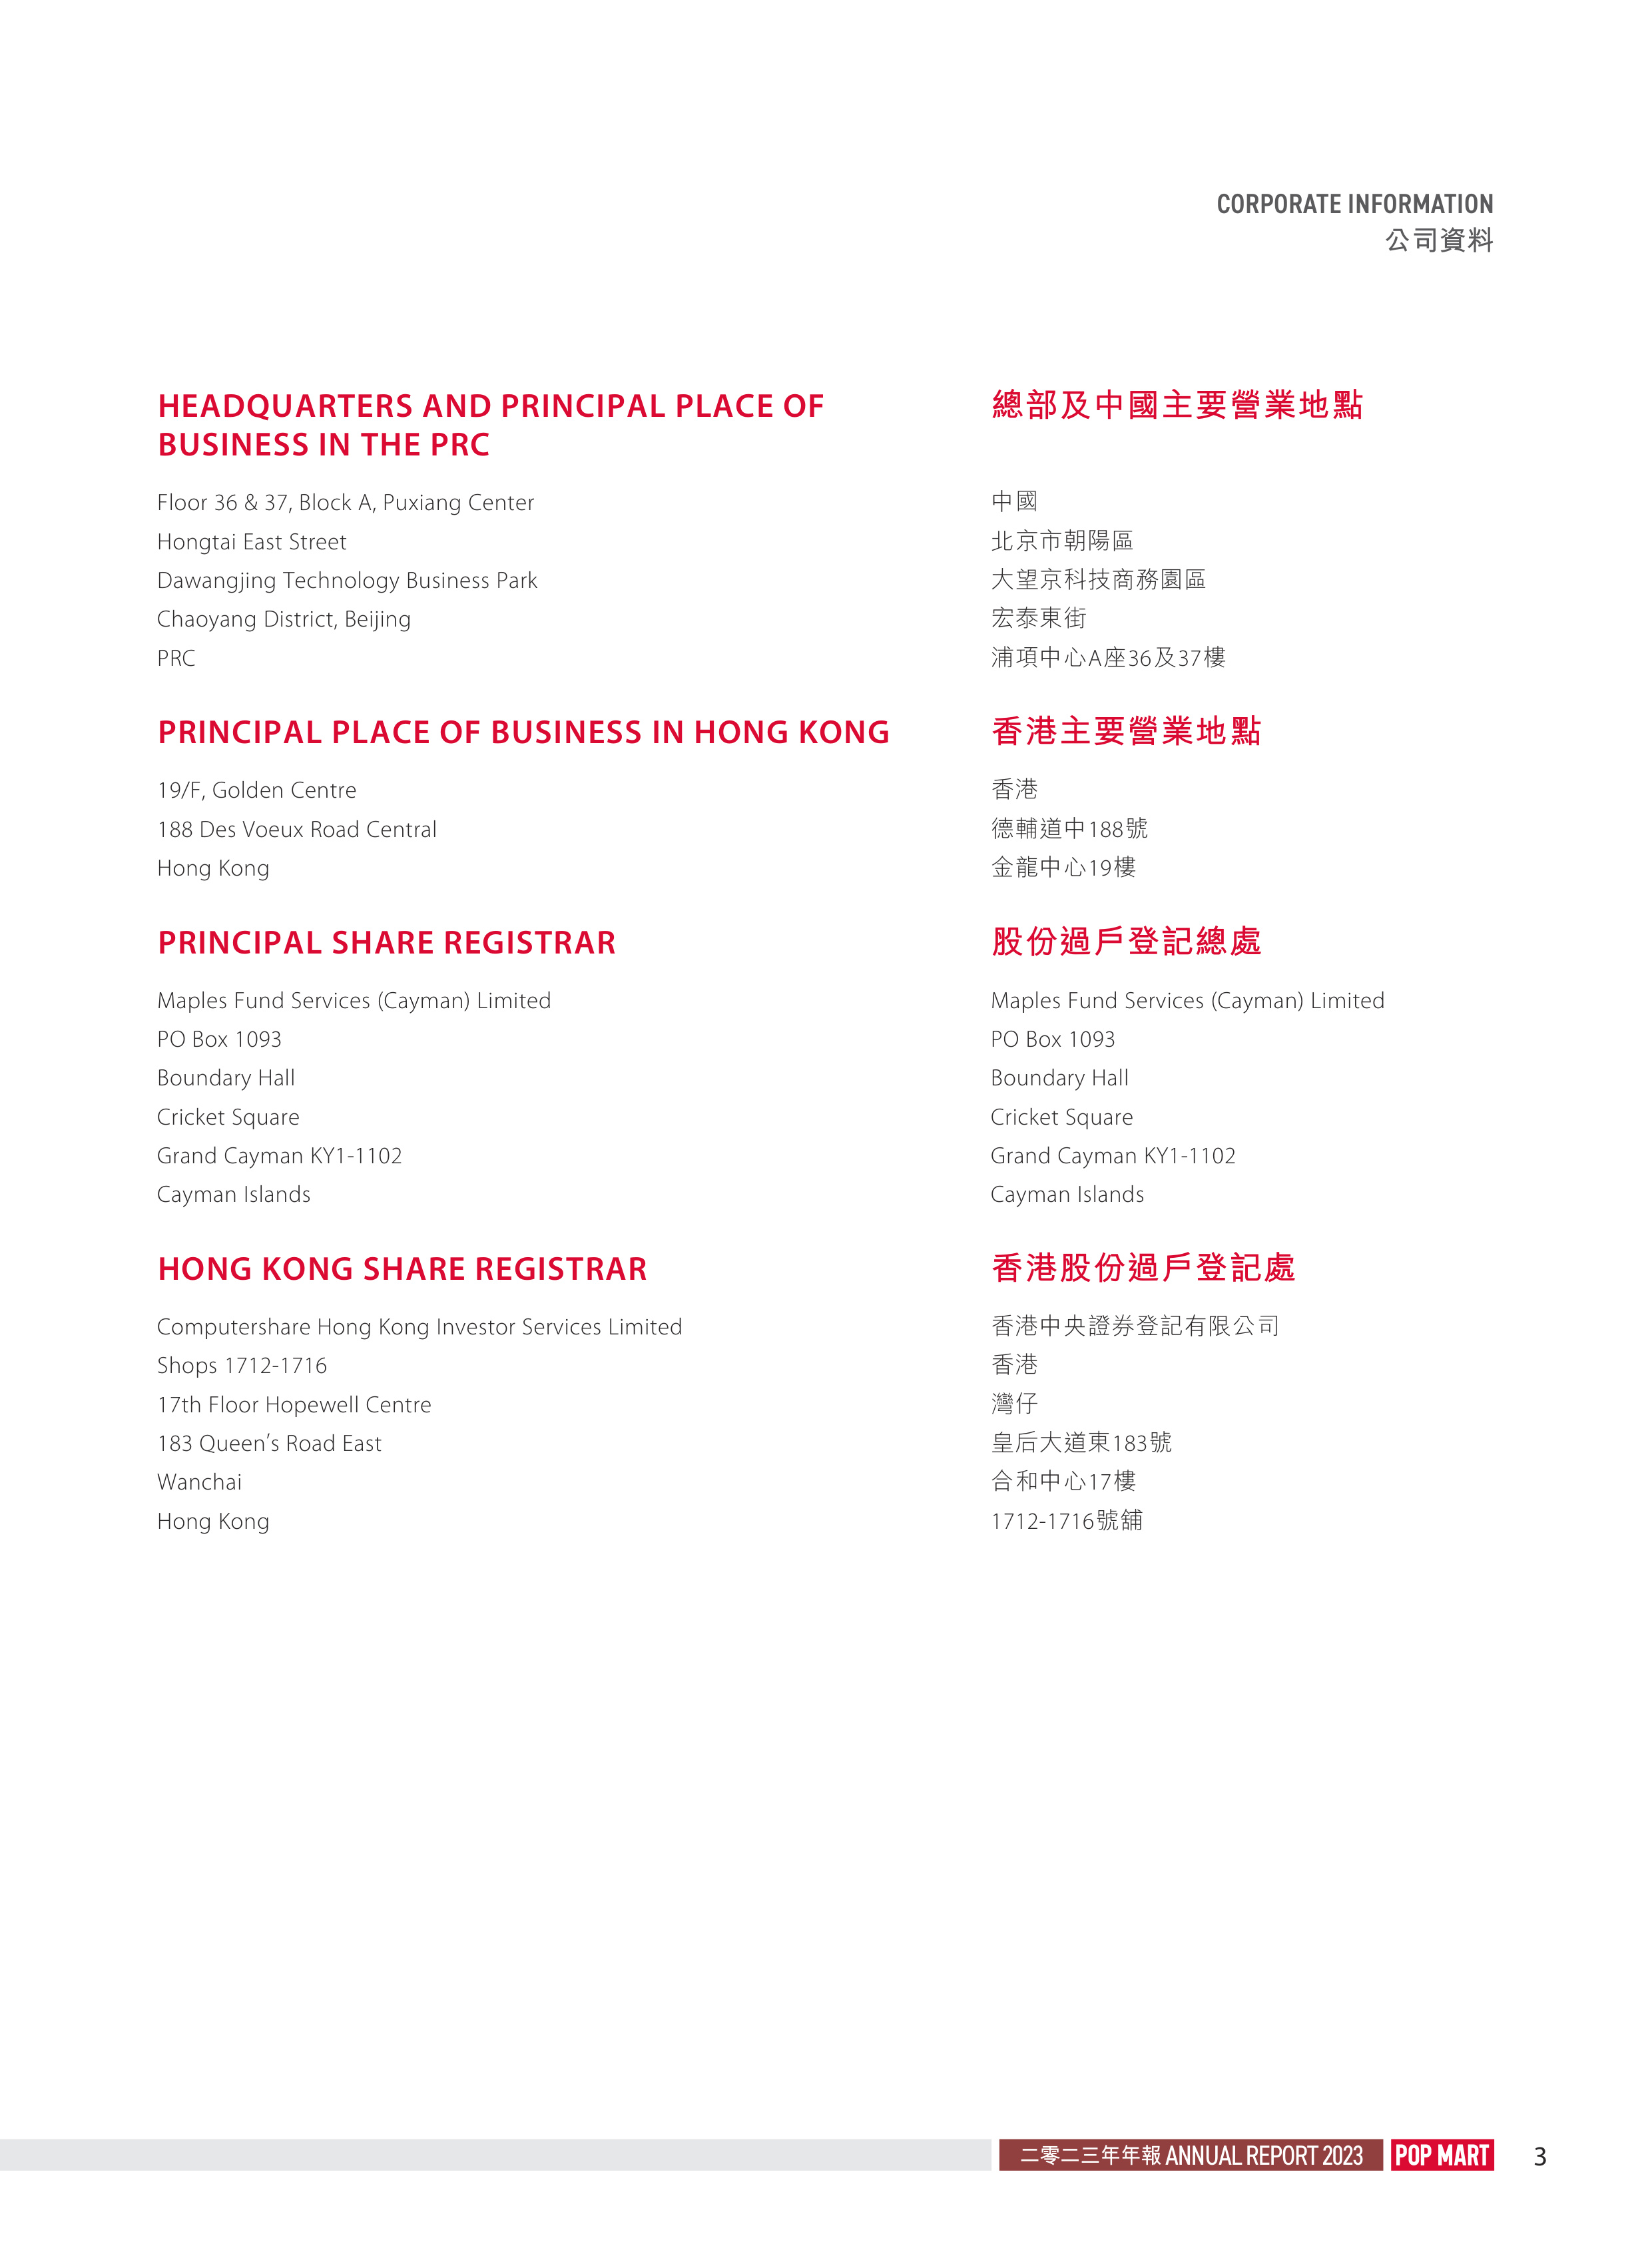 CORPORATE INFORMATION
公司資料
HEADQUARTERS AND PRINCIPAL PLACE OF
BUSINESS IN THE PRC
Floor 36 & 37, Block A, Puxiang Center
Hongtai East Street
Dawangjing Technology Business Park
Chaoyang District, Beijing
PRC
總部及中國主要營業地點
中國
北京市朝陽區
大望京科技商務園區
宏泰東街
浦項中心A座36及37樓
PRINCIPAL PLACE OF BUSINESS IN HONG KONG
19/F, Golden Centre
188 Des Voeux Road Central
Hong Kong
香港主要營業地點
香港
德輔道中188號
金龍中心19樓
PRINCIPAL SHARE REGISTRAR
Maples Fund Services (Cayman) Limited
PO Box 1093
Boundary Hall
Cricket Square
Grand Cayman KY1-1102
Cayman Islands
股份過戶登記總處
Maples Fund Services (Cayman) Limited
PO Box 1093
Boundary Hall
Cricket Square
Grand Cayman KY1-1102
Cayman Islands
HONG KONG SHARE REGISTRAR
Computershare Hong Kong Investor Services Limited
Shops 1712-1716
17th Floor Hopewell Centre
183 Queen’s Road East
Wanchai
Hong Kong
香港股份過戶登記處
香港中央證券登記有限公司
香港
灣仔
皇后大道東183號
合和中心17樓
1712-1716號舖
二零二三年年報 ANNUAL REPORT 2023 POP MART 3